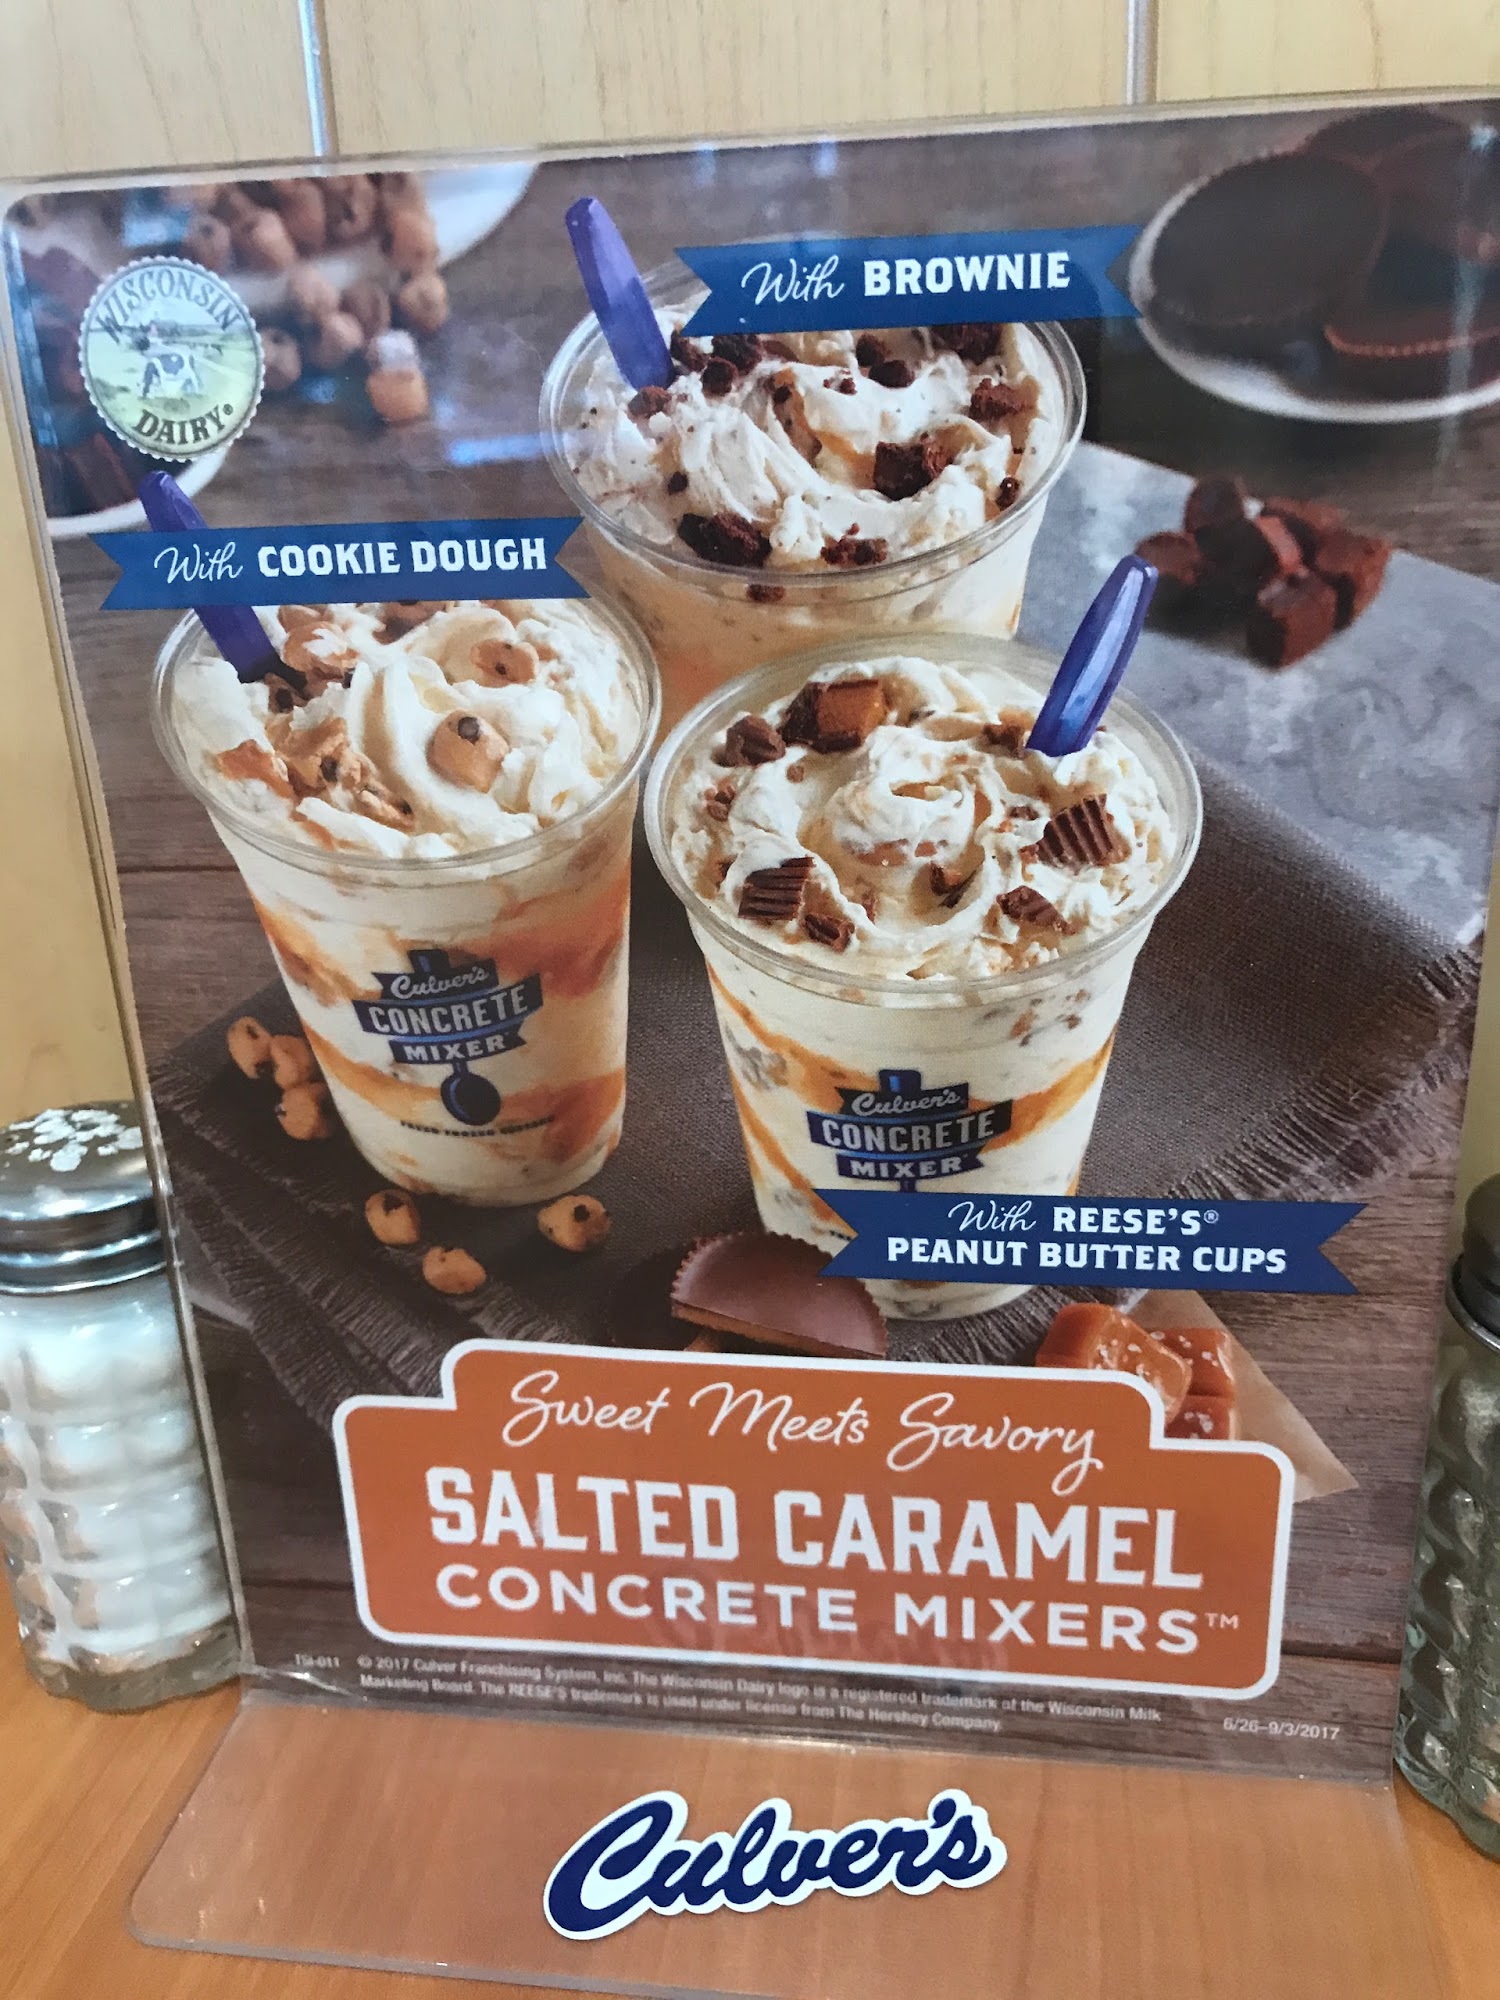 WISCONSIN
DAIRY®
With BROWNIE
With COOKIE DOUGH
Culver's
CONCRETE
MIXER
Culver's
CONCRETE
MIXER
With REESE'S®
PEANUT BUTTER CUPS
Sweet Meets Savory
SALTED CARAMEL
CONCRETE MIXERS™
TSI-011 © 2017 Culver Franchising System, Inc. The Wisconsin Dairy logo is a registered trademark of the Wisconsin Milk
Marketing Board. The REESE'S trademark is used under license from The Hershey Company.
6/26–9/3/2017
Culver's